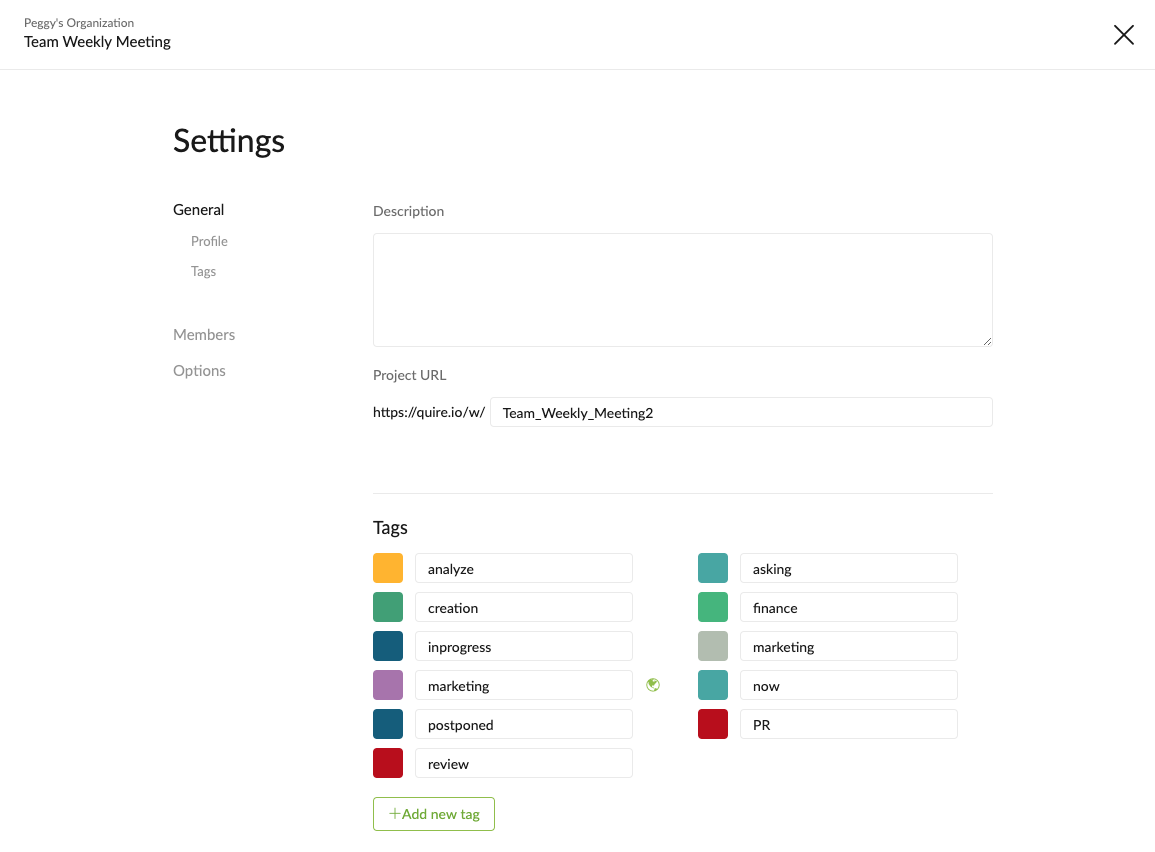 Peggy's Organization
Team Weekly Meeting
Settings
General
Profile
Tags
Members
Options
Description
Project URL
https://quire.io/w/ Team_Weekly_Meeting2
Tags
analyze asking
creation finance
inprogress marketing
marketing now
postponed PR
review
+Add new tag